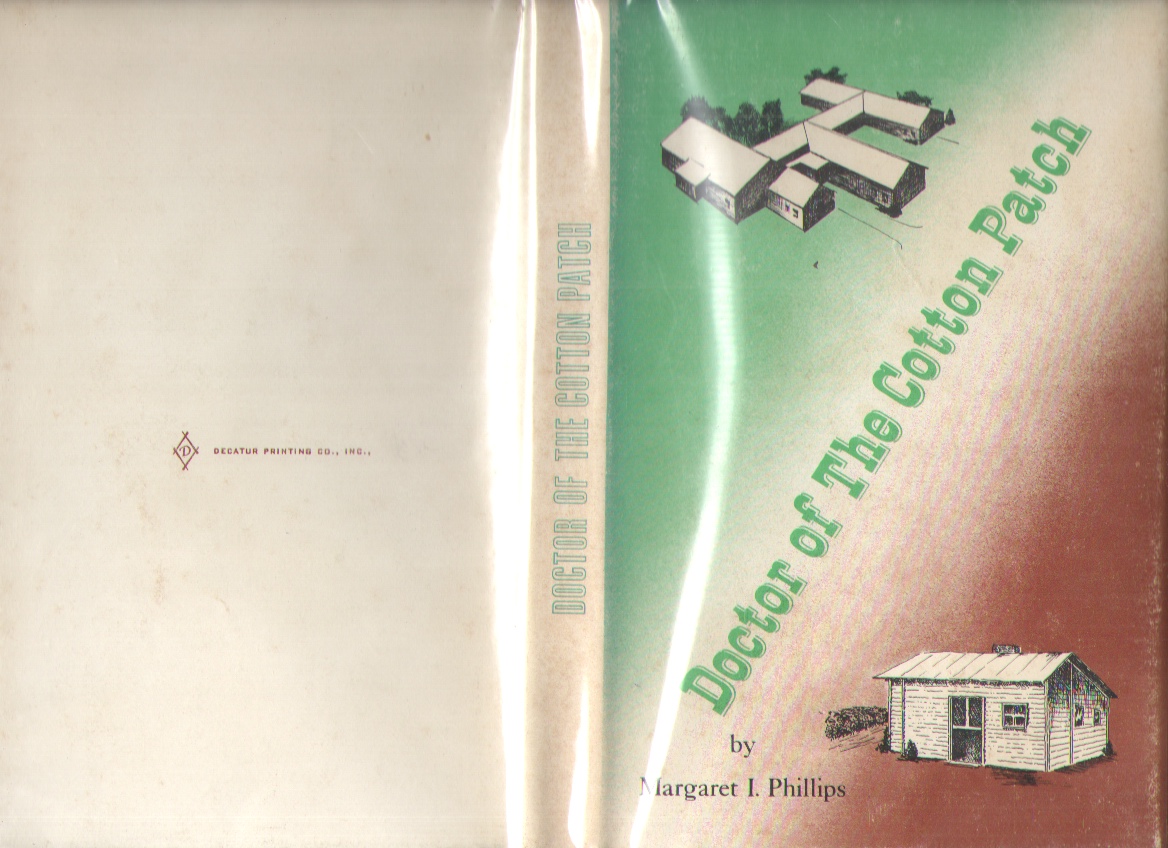 D DECATUR PRINTING CO., INC.,
DOCTOR OF THE COTTON PATCH
Doctor of The Cotton Patch
by
Margaret I. Phillips